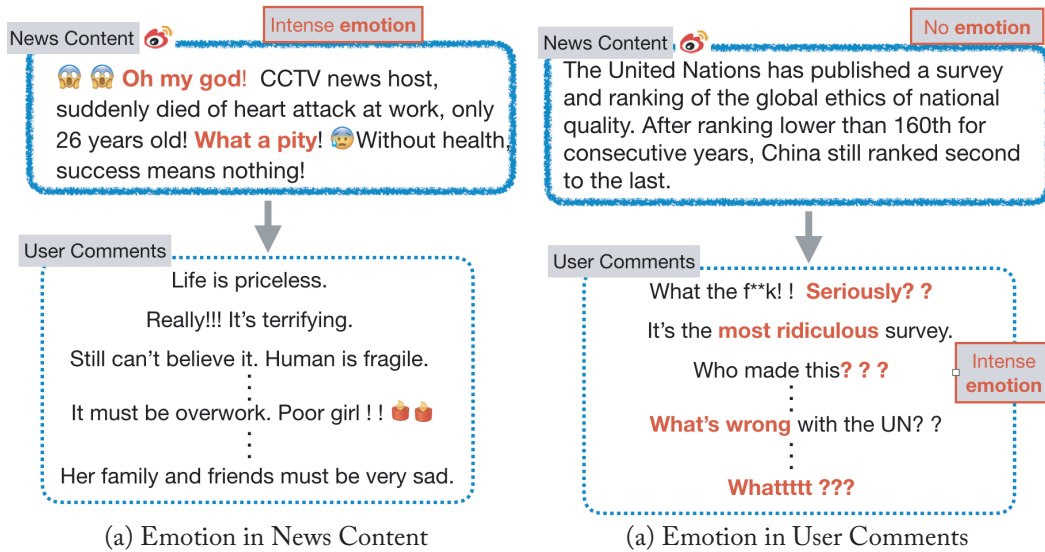 Intense emotion
News Content
😱 😱 Oh my god! CCTV news host,
suddenly died of heart attack at work, only
26 years old! What a pity! 😰Without health,
success means nothing!
User Comments
Life is priceless.
Really!!! It's terrifying.
Still can't believe it. Human is fragile.
It must be overwork. Poor girl ! !
Her family and friends must be very sad.
(a) Emotion in News Content
No emotion
News Content
The United Nations has published a survey
and ranking of the global ethics of national
quality. After ranking lower than 160th for
consecutive years, China still ranked second
to the last.
User Comments
What the f**k! ! Seriously? ?
It's the most ridiculous survey.
Who made this? ? ?
Intense
emotion
What's wrong with the UN? ?
Whattttt ???
(a) Emotion in User Comments